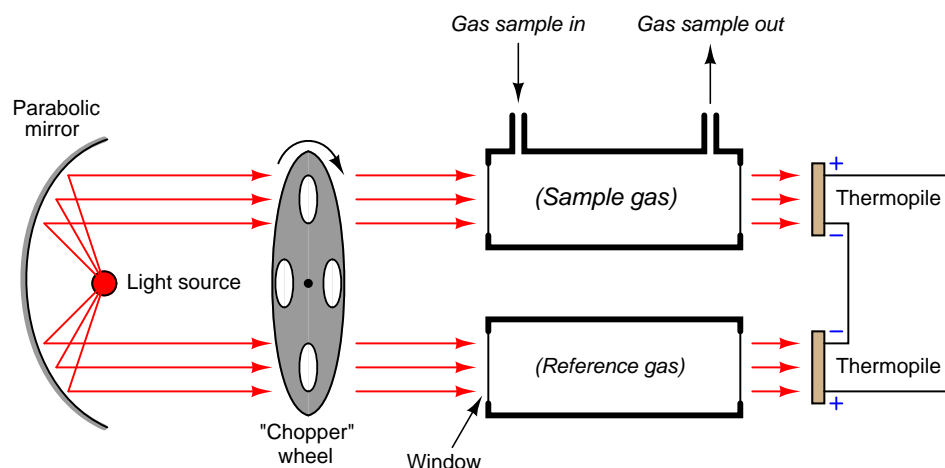 Gas sample in
Gas sample out
Parabolic
mirror
Light source
(Sample gas)
+
Thermopile
−
(Reference gas)
−
Thermopile
+
"Chopper"
wheel
Window